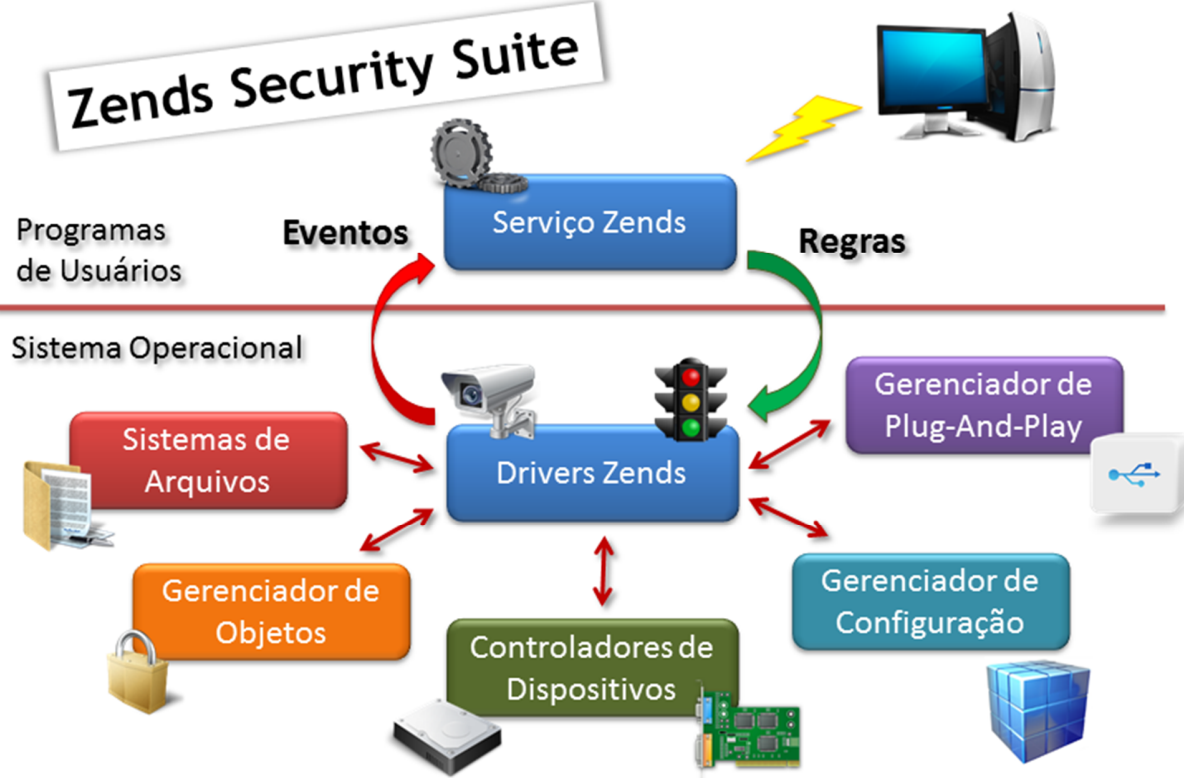 Zends Security Suite
Serviço Zends
Programas
de Usuários
Eventos
Regras
Sistema Operacional
Gerenciador de
Plug-And-Play
Sistemas de
Arquivos
Drivers Zends
Gerenciador de
Objetos
Gerenciador de
Configuração
Controladores de
Dispositivos